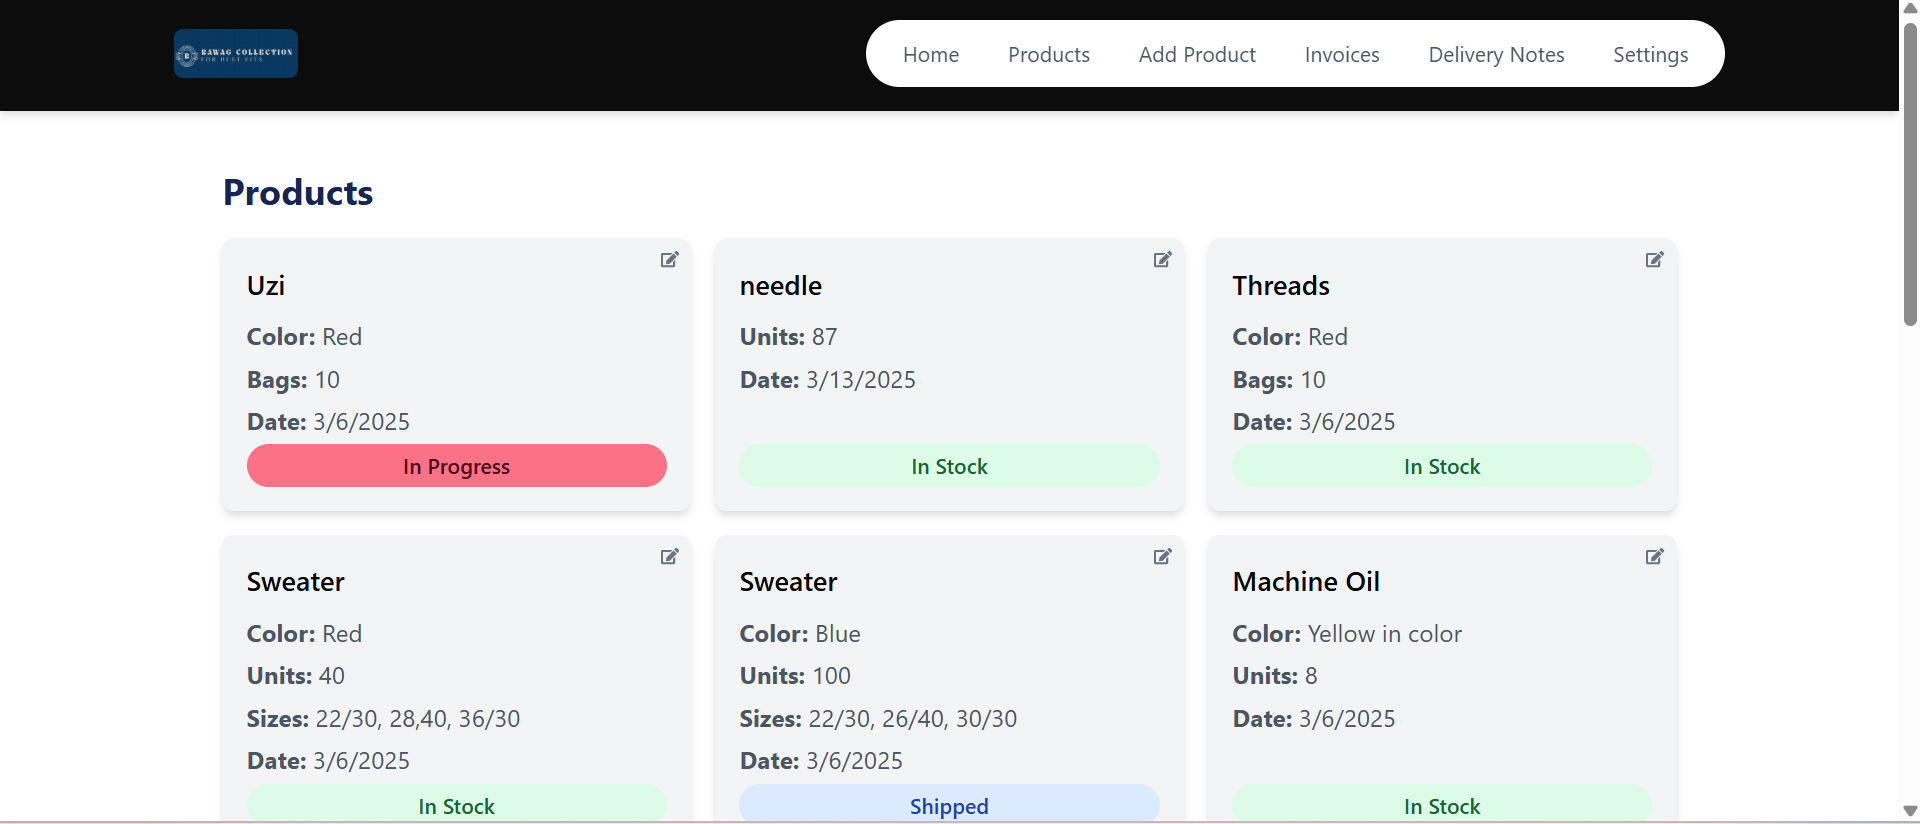 BAWAG COLLECTION
FOR BEST FITS
Home Products Add Product Invoices Delivery Notes Settings
Products
Uzi
Color: Red
Bags: 10
Date: 3/6/2025
In Progress
needle
Units: 87
Date: 3/13/2025
In Stock
Threads
Color: Red
Bags: 10
Date: 3/6/2025
In Stock
Sweater
Color: Red
Units: 40
Sizes: 22/30, 28,40, 36/30
Date: 3/6/2025
In Stock
Sweater
Color: Blue
Units: 100
Sizes: 22/30, 26/40, 30/30
Date: 3/6/2025
Shipped
Machine Oil
Color: Yellow in color
Units: 8
Date: 3/6/2025
In Stock